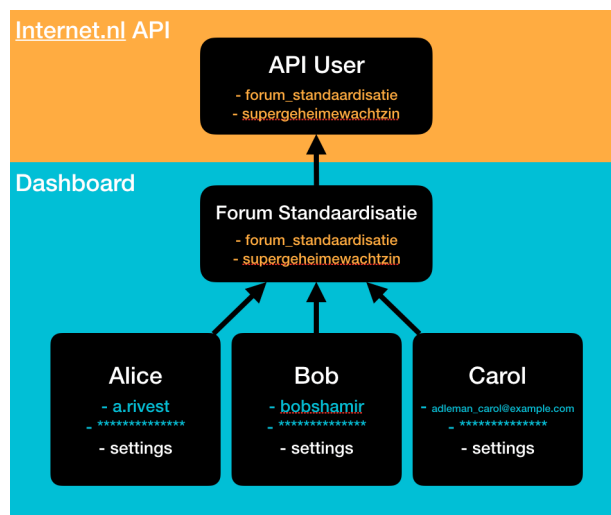 Internet.nl API
API User
- forum_standaardisatie
- supergeheimewachtzin
Dashboard
Forum Standaardisatie
- forum_standaardisatie
- supergeheimewachtzin
Alice
- a.rivest
- **************
- settings
Bob
- bobshamir
- **************
- settings
Carol
- adleman_carol@example.com
- **************
- settings